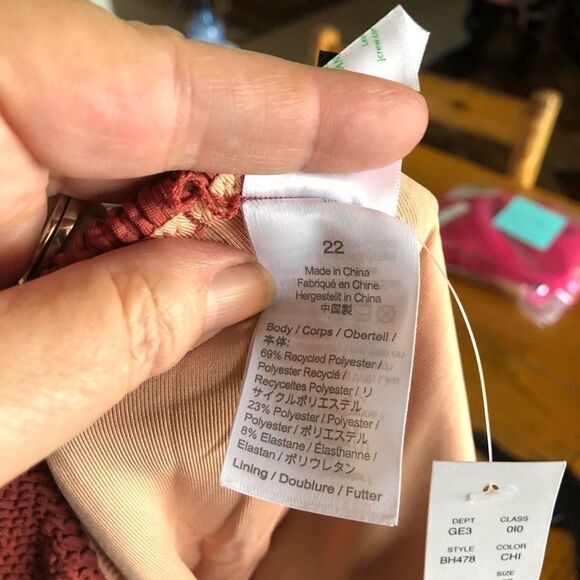 jcrew.com
22
Made in China
Fabriqué en Chine
Hergestellt in China
中国製
Body / Corps / Oberteil /
本体:
69% Recycled Polyester /
Polyester Recyclé /
Recyceltes Polyester / リ
サイクルポリエステル
23% Polyester / Polyester /
Polyester / ポリエステル
8% Elastane / Élasthanne /
Elastan / ポリウレタン
Lining / Doublure / Futter
DEPT CLASS
GE3 010
STYLE COLOR
BH478 CHI
SIZE